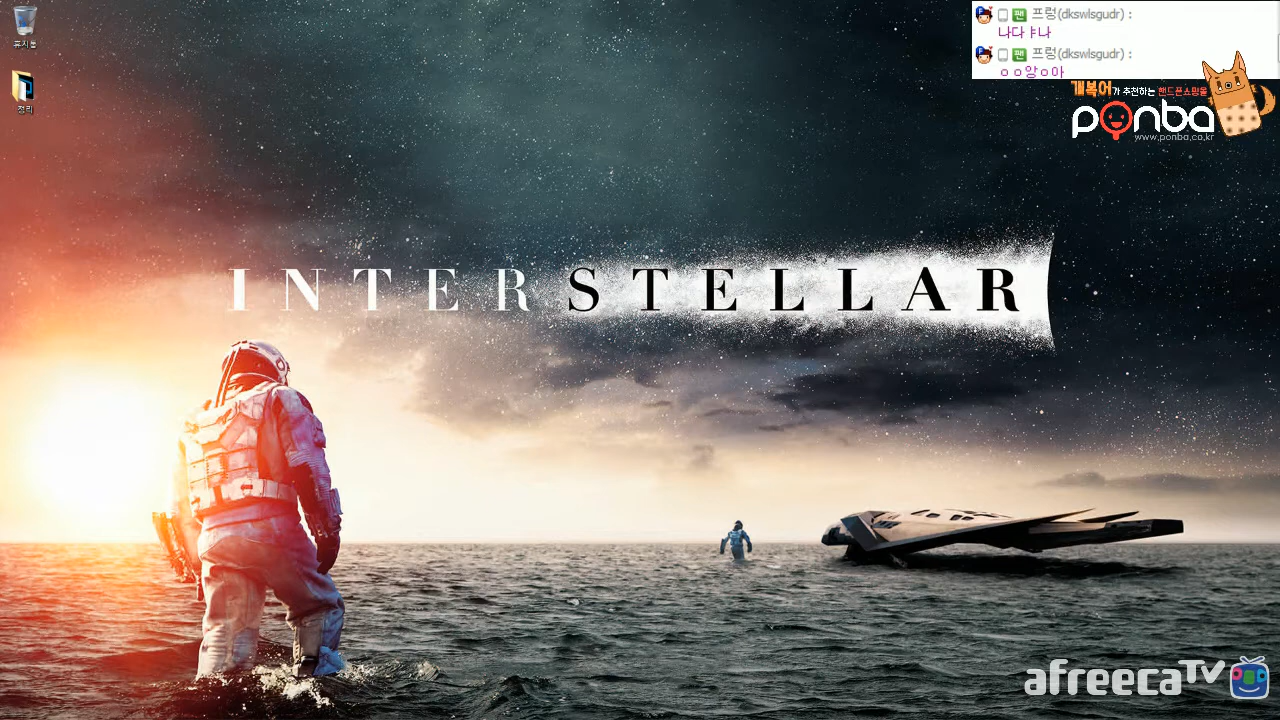 휴지통
정리
팬 프렁(dkswlsgudr) :
나다ㅑ나
팬 프렁(dkswlsgudr) :
ㅇㅇ앙ㅇ아
개복어가 추천하는 핸드폰쇼핑몰
ponba
www.ponba.co.kr
INTERSTELLAR
afreecaTV